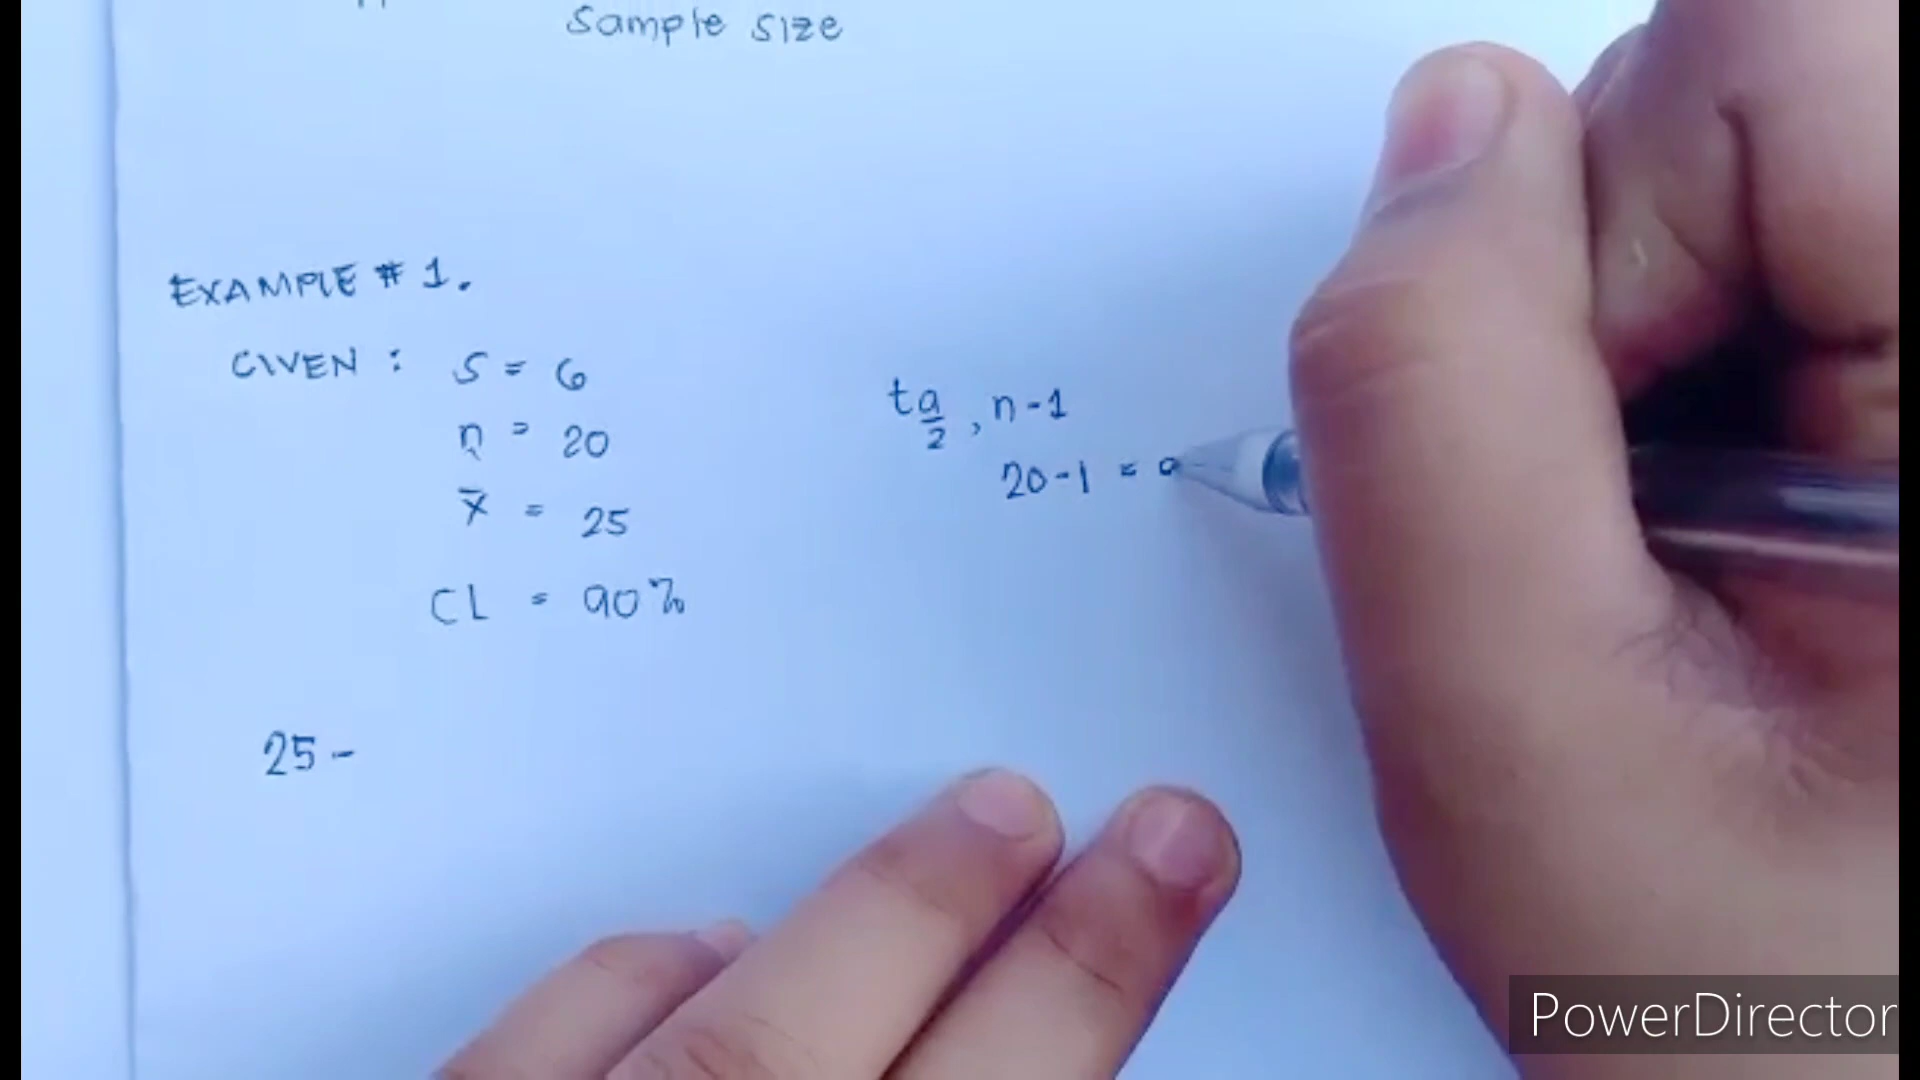 Sample size
EXAMPLE # 1.
GIVEN : S = 6
n = 20
x̄ = 25
CL = 90%
ta/2, n-1
20-1 =
25 -
PowerDirector